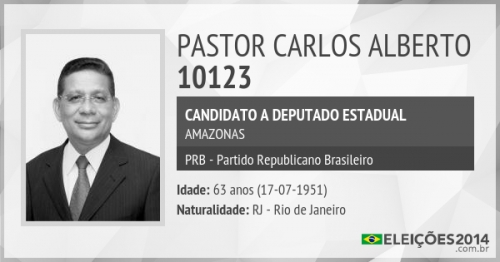 PASTOR CARLOS ALBERTO
10123
CANDIDATO A DEPUTADO ESTADUAL
AMAZONAS
PRB - Partido Republicano Brasileiro
Idade: 63 anos (17-07-1951)
Naturalidade: RJ - Rio de Janeiro
ELEIÇÕES2014
.com.br